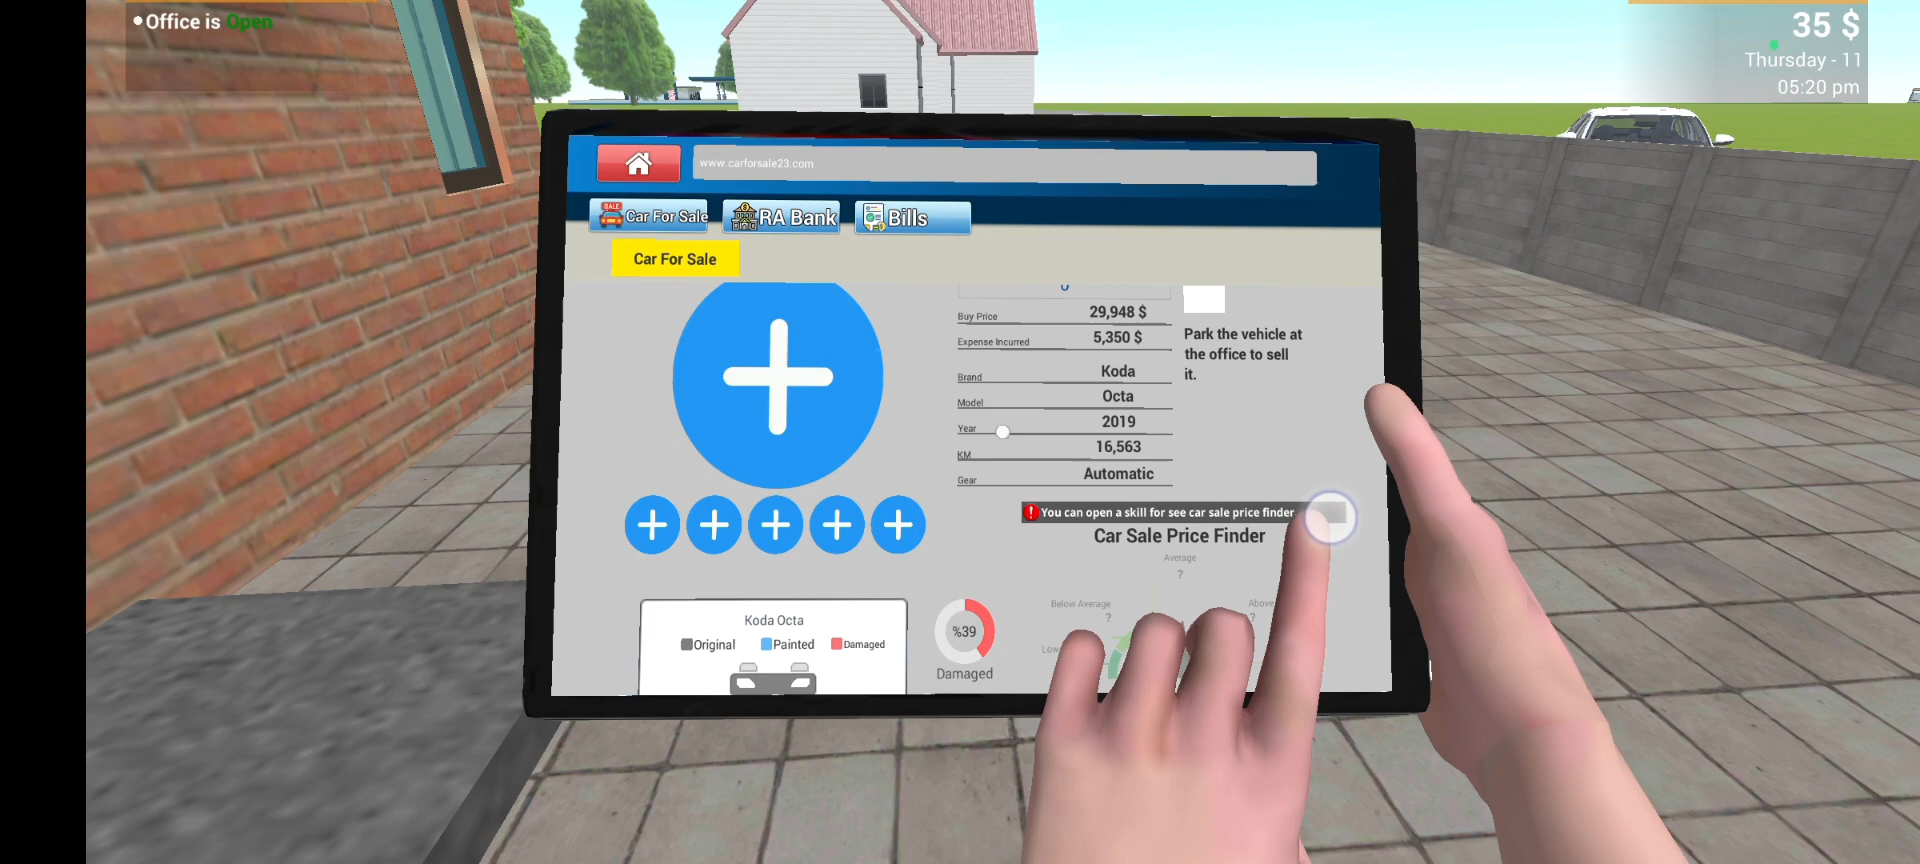 Office is Open
35 $
Thursday - 11
05:20 pm
www.carforsale23.com
SALE
Car For Sale
RA Bank
Bills
Car For Sale
Buy Price 29,948 $
Expense Incurred 5,350 $
Brand Koda
Model Octa
Year 2019
KM 16,563
Gear Automatic
Park the vehicle at
the office to sell
it.
You can open a skill for see car sale price finder
Car Sale Price Finder
Average
?
Below Average
?
Above
?
Koda Octa
Original Painted Damaged
%39
Damaged